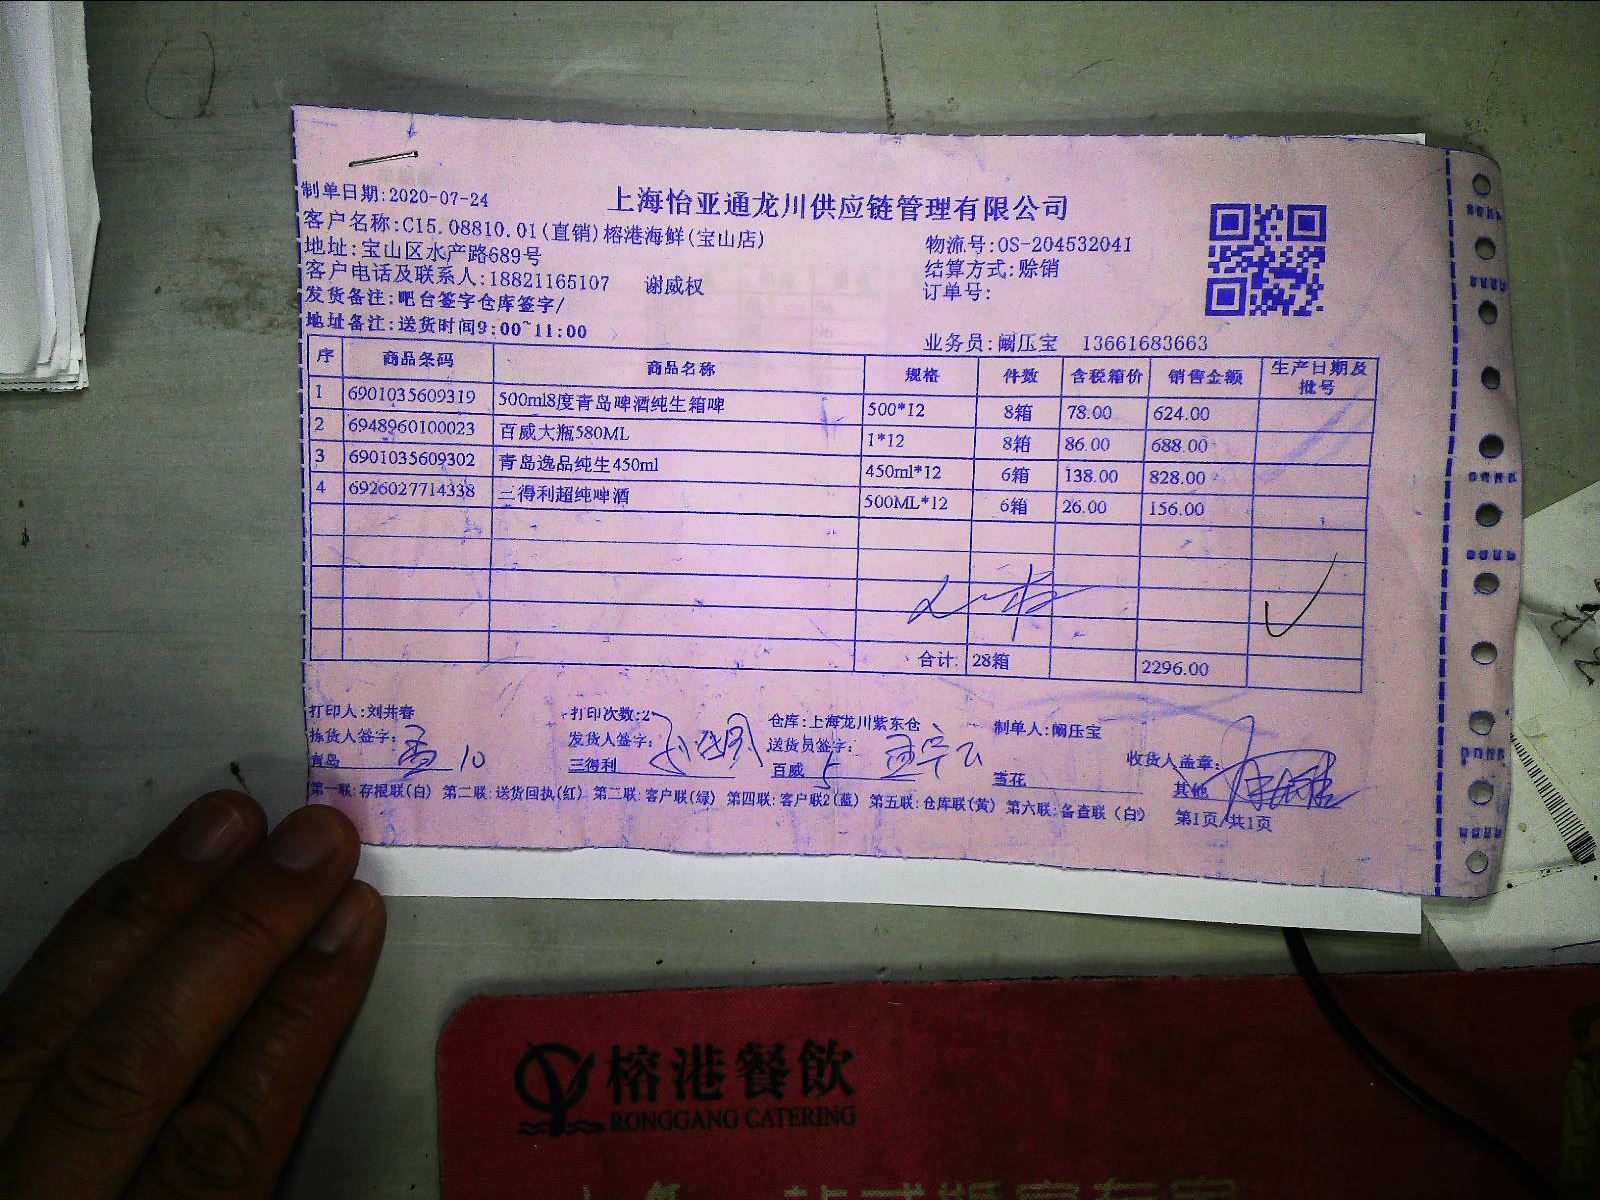 制单日期:2020-07-24
上海怡亚通龙川供应链管理有限公司
客户名称:C15.08810.01(直销)榕港海鲜(宝山店)
物流号:OS-204532041
地址:宝山区水产路689号
结算方式:赊销
客户电话及联系人:18821165107 谢威权
订单号:
发货备注:吧台签字仓库签字/
地址备注:送货时间9:00~11:00
业务员:阚压宝 13661683663
序 商品条码 商品名称 规格 件数 含税箱价 销售金额 生产日期及批号
1 6901035609319 500ml8度青岛啤酒纯生箱啤 500*12 8箱 78.00 624.00
2 6948960100023 百威大瓶580ML 1*12 8箱 86.00 688.00
3 6901035609302 青岛逸品纯生450ml 450ml*12 6箱 138.00 828.00
4 6926027714338 三得利超纯啤酒 500ML*12 6箱 26.00 156.00
合计: 28箱 2296.00
打印人:刘井春 打印次数:2 仓库:上海龙川紫东仓 制单人:阚压宝
拣货人签字: 发货人签字: 送货员签字: 收货人盖章:
青岛 10 三得利 百威 5 雪花 其他
第一联:存根联(白) 第二联:送货回执(红) 第三联:客户联(绿) 第四联:客户联2(蓝) 第五联:仓库联(黄) 第六联:备查联(白) 第1页/共1页
榕港餐飲
RONGGANG CATERING